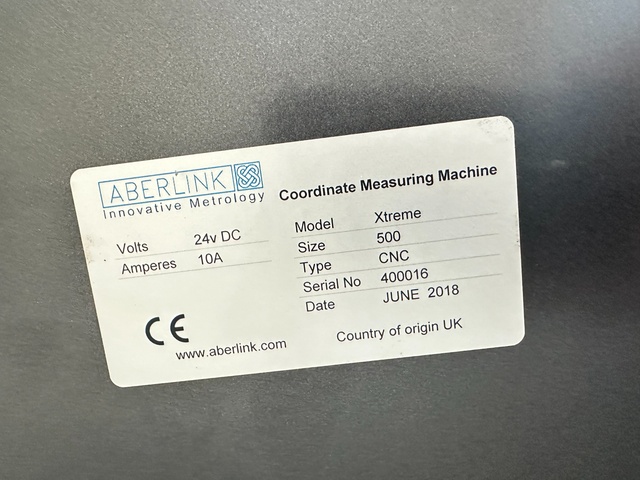 ABERLINK
Innovative Metrology
Coordinate Measuring Machine
Volts 24v DC
Amperes 10A
Model Xtreme
Size 500
Type CNC
Serial No 400016
Date JUNE 2018
CE
www.aberlink.com
Country of origin UK